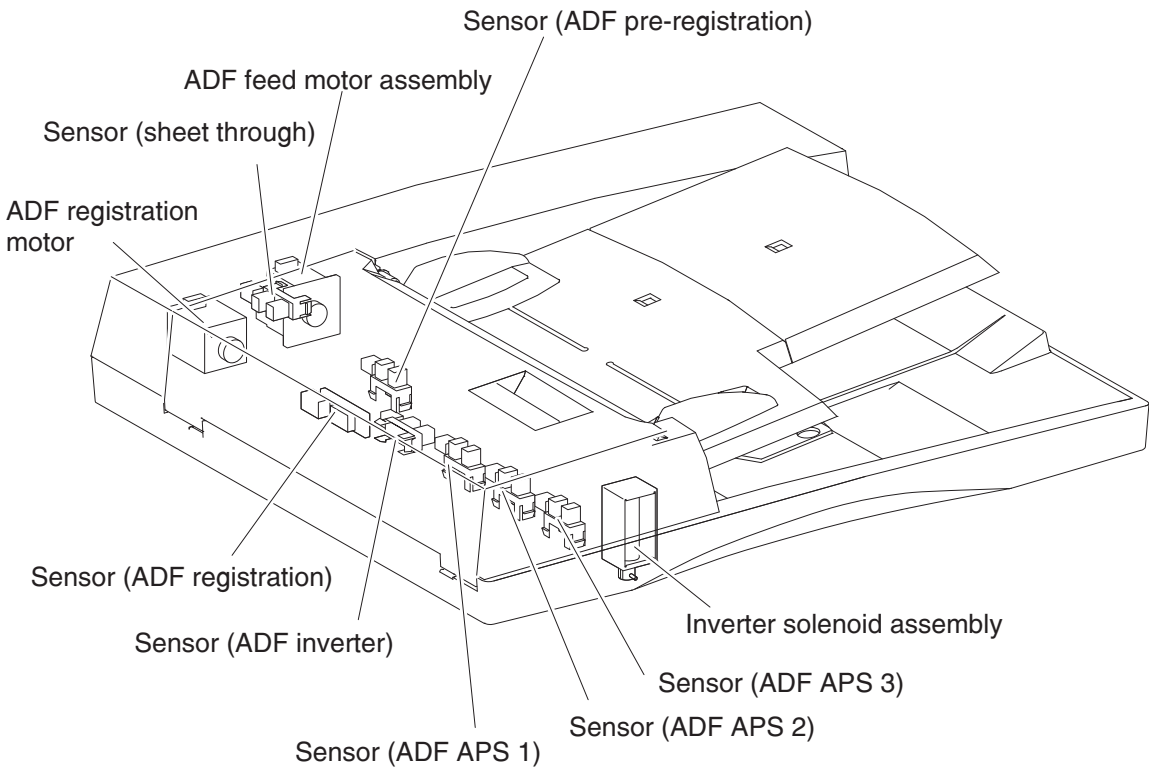 Sensor (ADF pre-registration)
ADF feed motor assembly
Sensor (sheet through)
ADF registration
motor
Sensor (ADF registration)
Sensor (ADF inverter)
Inverter solenoid assembly
Sensor (ADF APS 3)
Sensor (ADF APS 2)
Sensor (ADF APS 1)